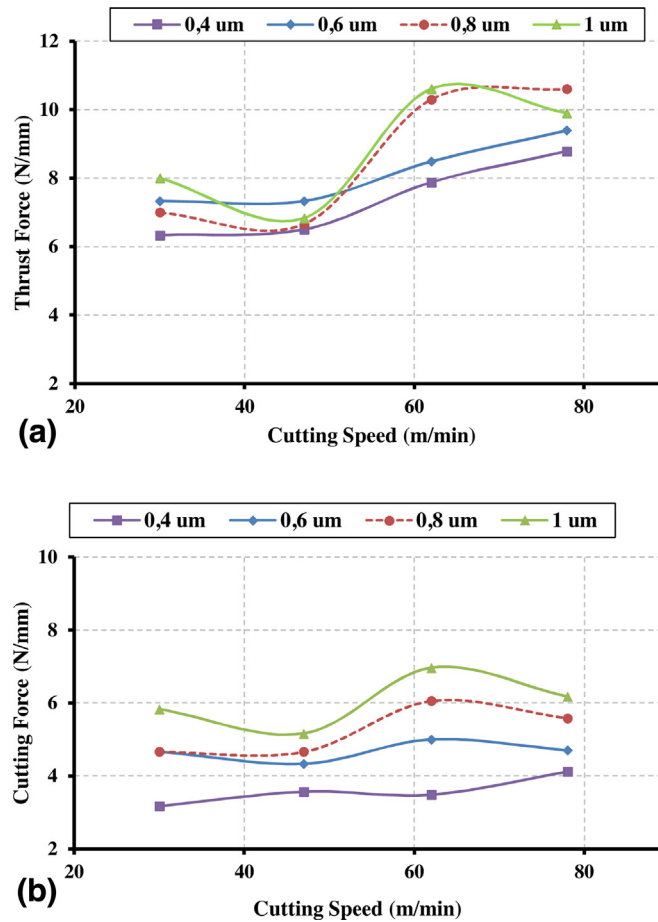 0,4 um 0,6 um 0,8 um 1 um
12
10
8
6
4
2
Thrust Force (N/mm)
20 40 60 80
(a) Cutting Speed (m/min)
0,4 um 0,6 um 0,8 um 1 um
10
8
6
4
2
Cutting Force (N/mm)
20 40 60 80
(b) Cutting Speed (m/min)